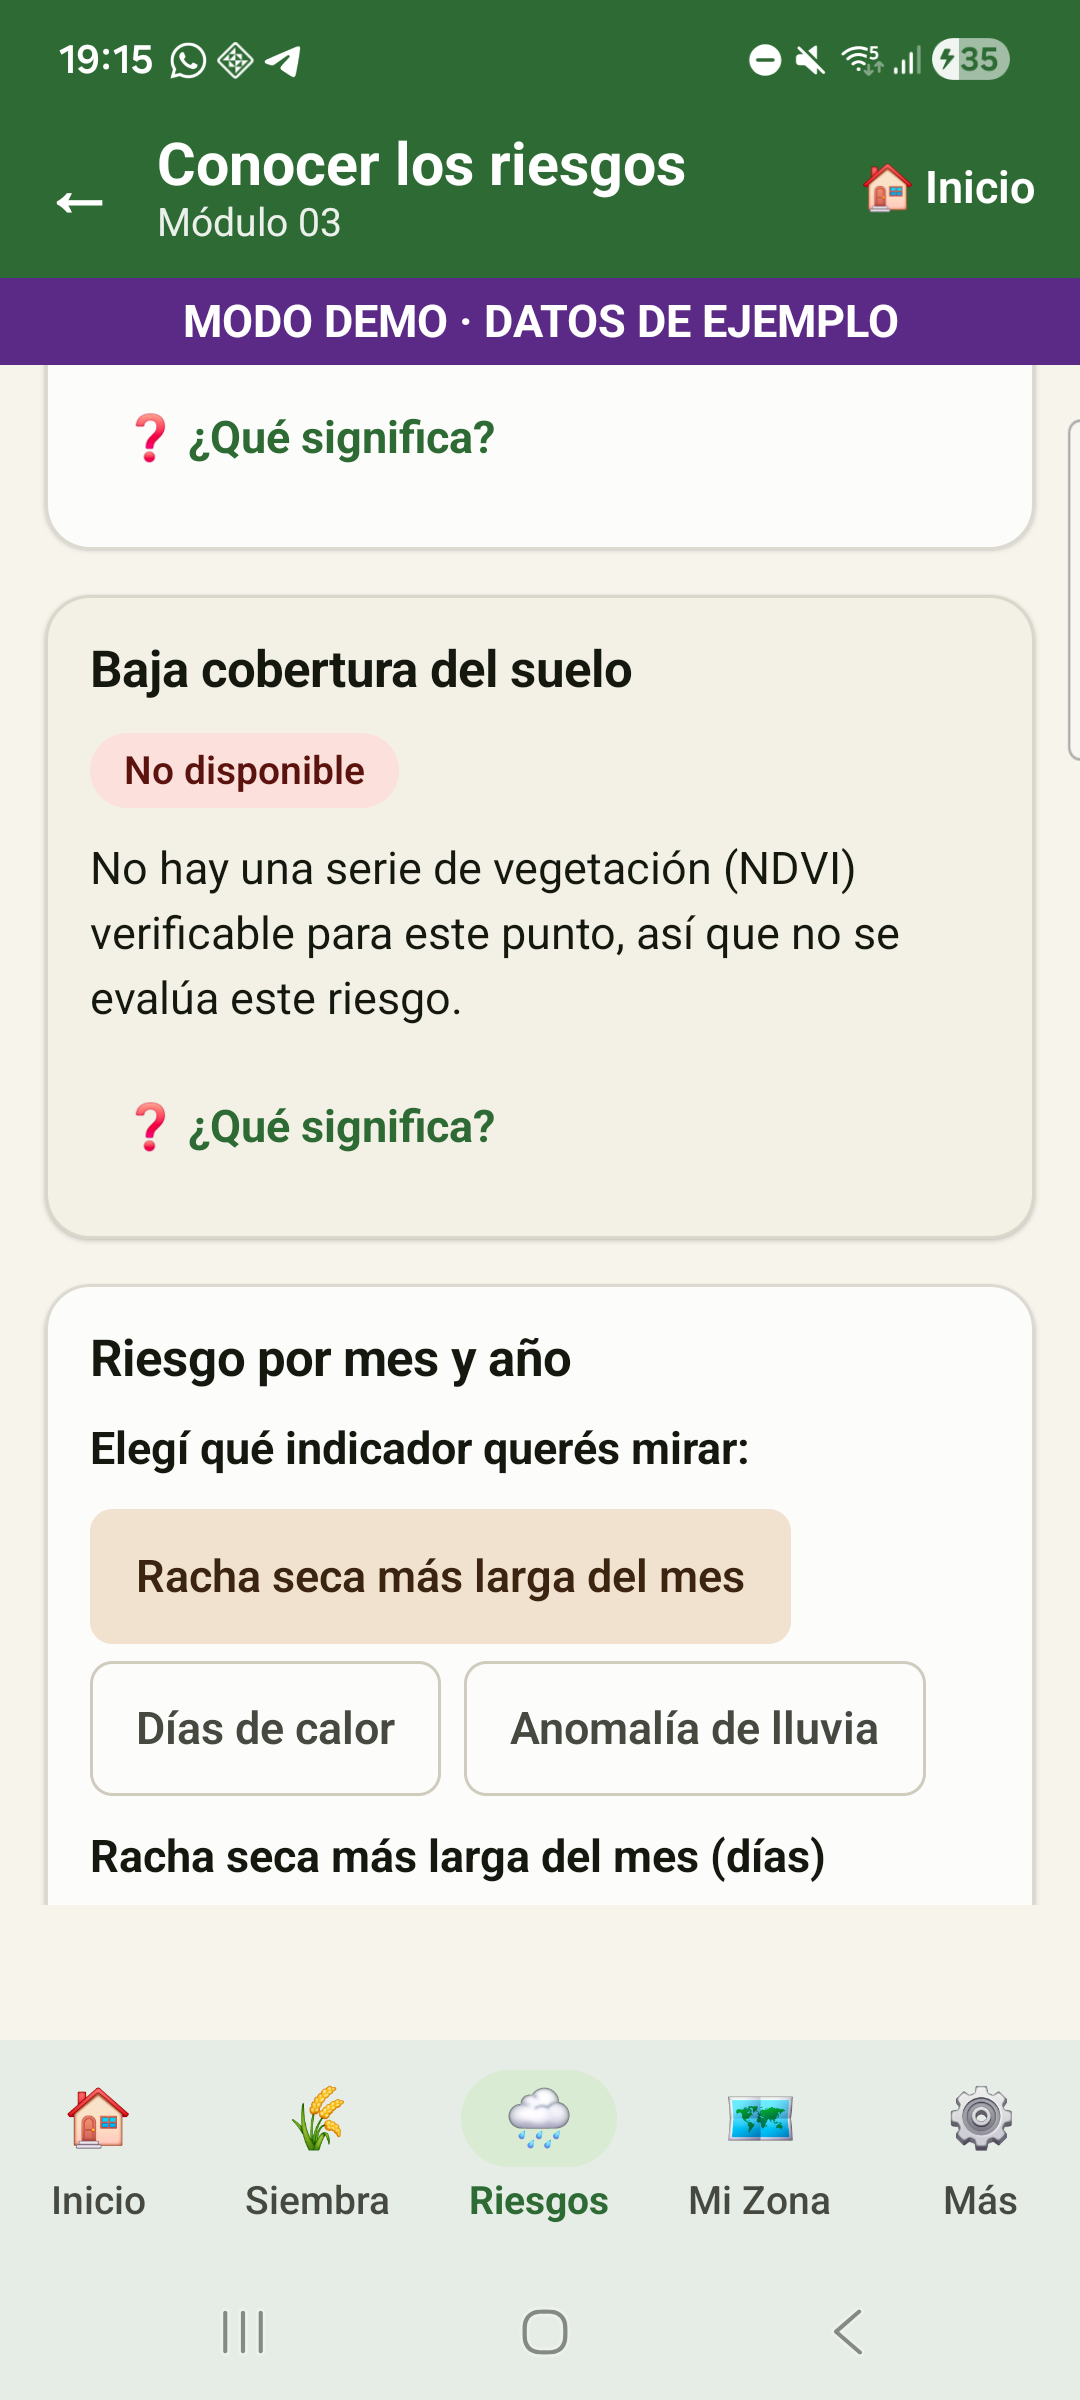 19:15
5
35
←
Conocer los riesgos
Módulo 03
Inicio
MODO DEMO · DATOS DE EJEMPLO
❓ ¿Qué significa?
Baja cobertura del suelo
No disponible
No hay una serie de vegetación (NDVI)
verificable para este punto, así que no se
evalúa este riesgo.
❓ ¿Qué significa?
Riesgo por mes y año
Elegí qué indicador querés mirar:
Racha seca más larga del mes
Días de calor
Anomalía de lluvia
Racha seca más larga del mes (días)
Inicio
Siembra
Riesgos
Mi Zona
Más